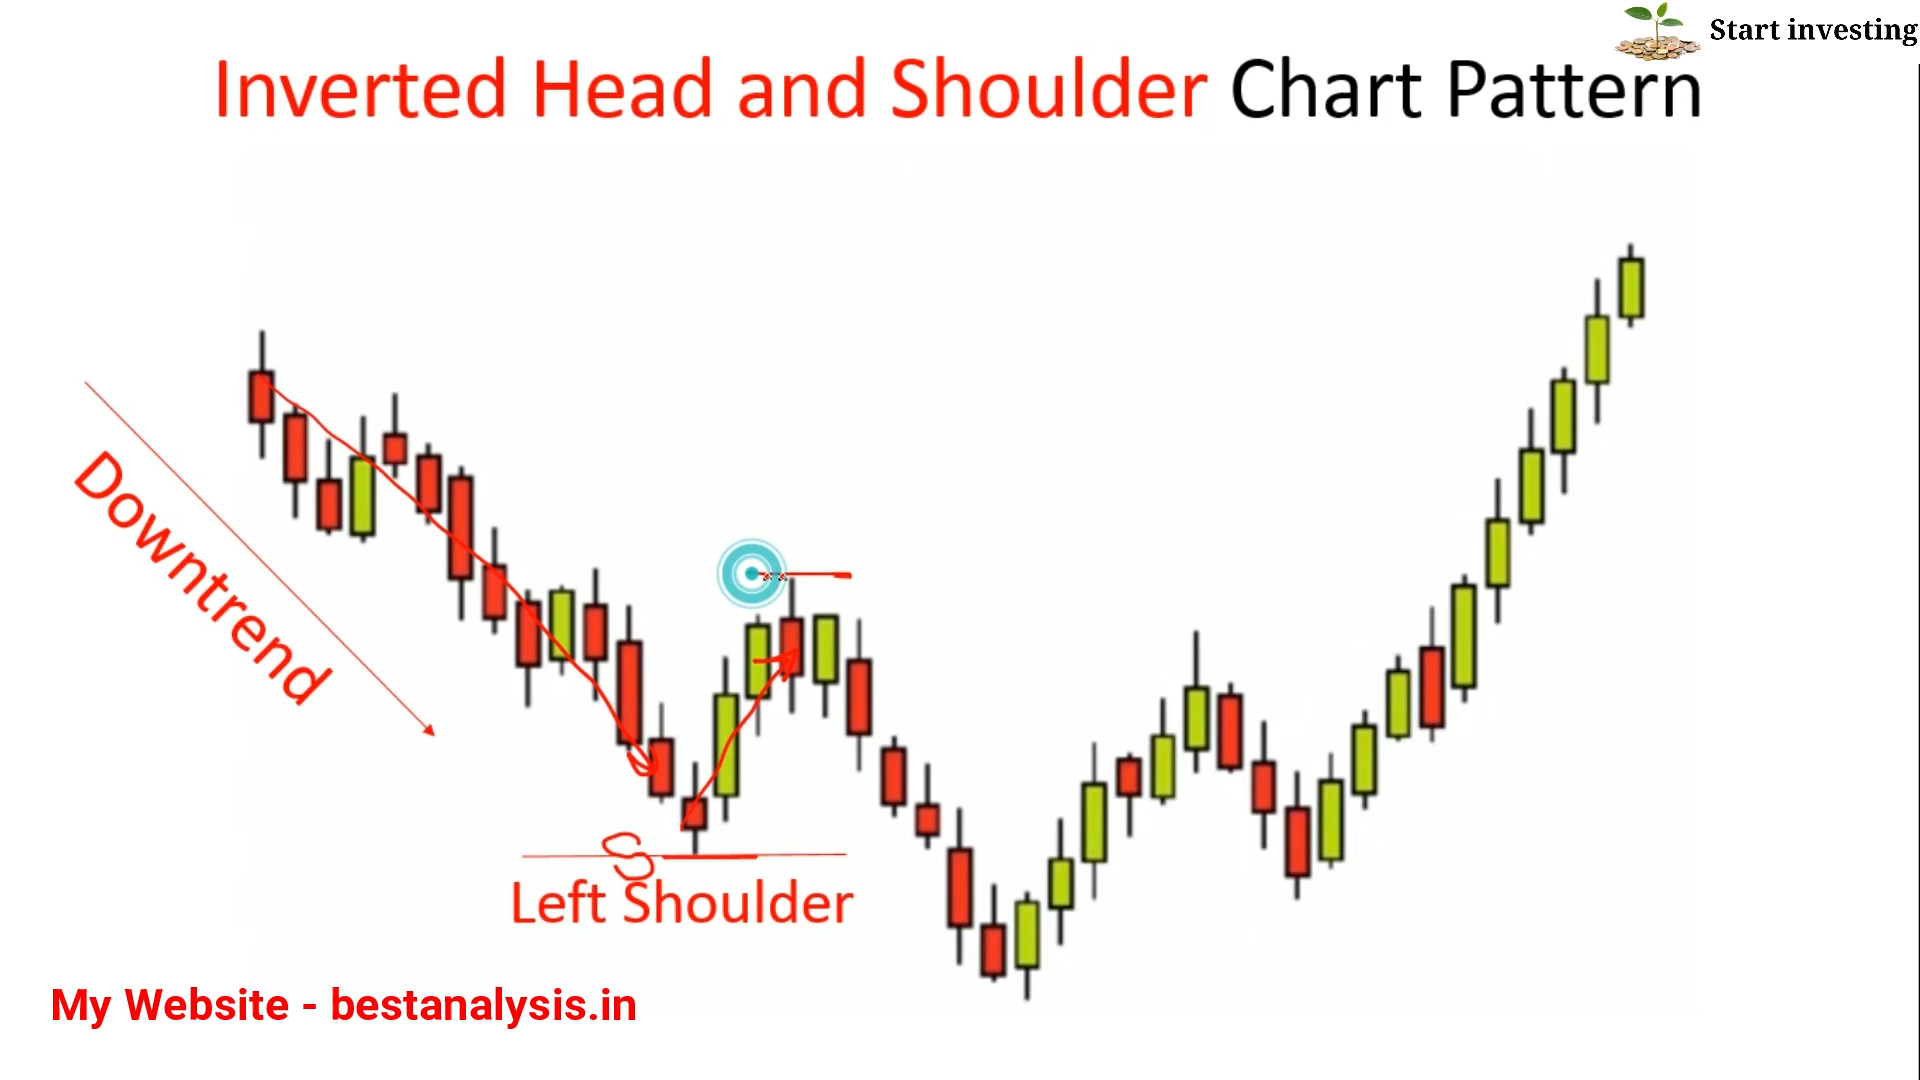 Start investing
Inverted Head and Shoulder Chart Pattern
Downtrend
S
Left Shoulder
My Website - bestanalysis.in